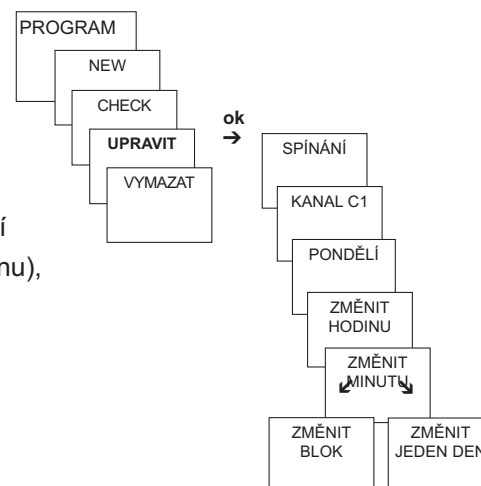 PROGRAM
NEW
CHECK
UPRAVIT
VYMAZAT
ok
➔
SPÍNÁNÍ
KANAL C1
PONDĚLÍ
í
nu),
ZMĚNIT
HODINU
ZMĚNIT
MINUTU
ZMĚNIT
BLOK
ZMĚNIT
JEDEN DEN